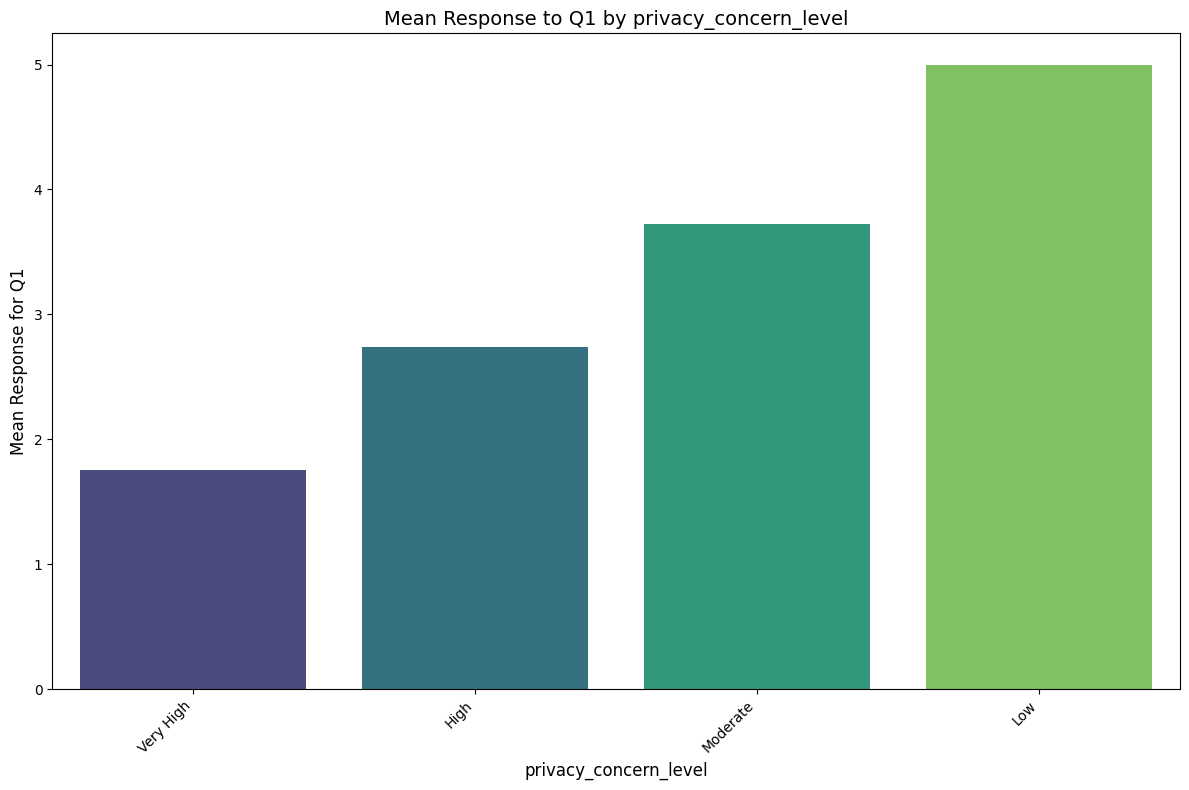 Mean Response to Q1 by privacy_concern_level
Mean Response for Q1
5
4
3
2
1
0
Very High
High
Moderate
Low
privacy_concern_level